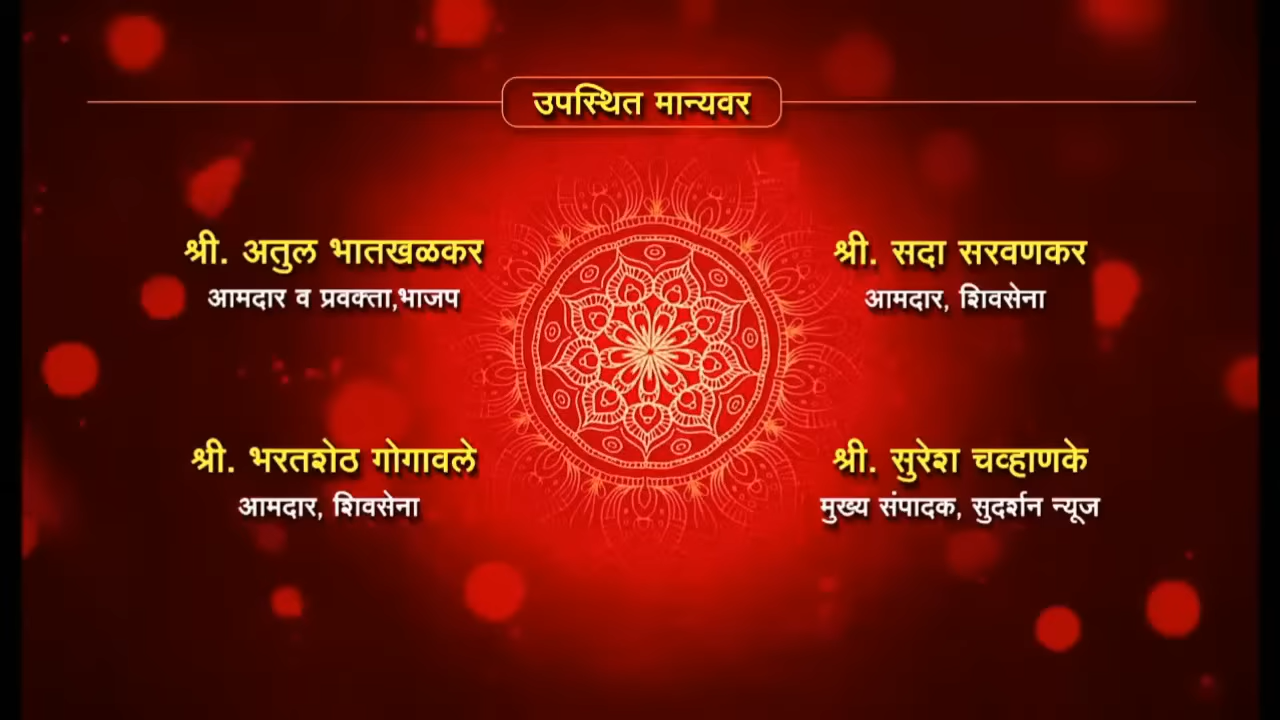 उपस्थित मान्यवर
श्री. अतुल भातखळकर
आमदार व प्रवक्ता,भाजप
श्री. सदा सरवणकर
आमदार, शिवसेना
श्री. भरतशेठ गोगावले
आमदार, शिवसेना
श्री. सुरेश चव्हाणके
मुख्य संपादक, सुदर्शन न्यूज